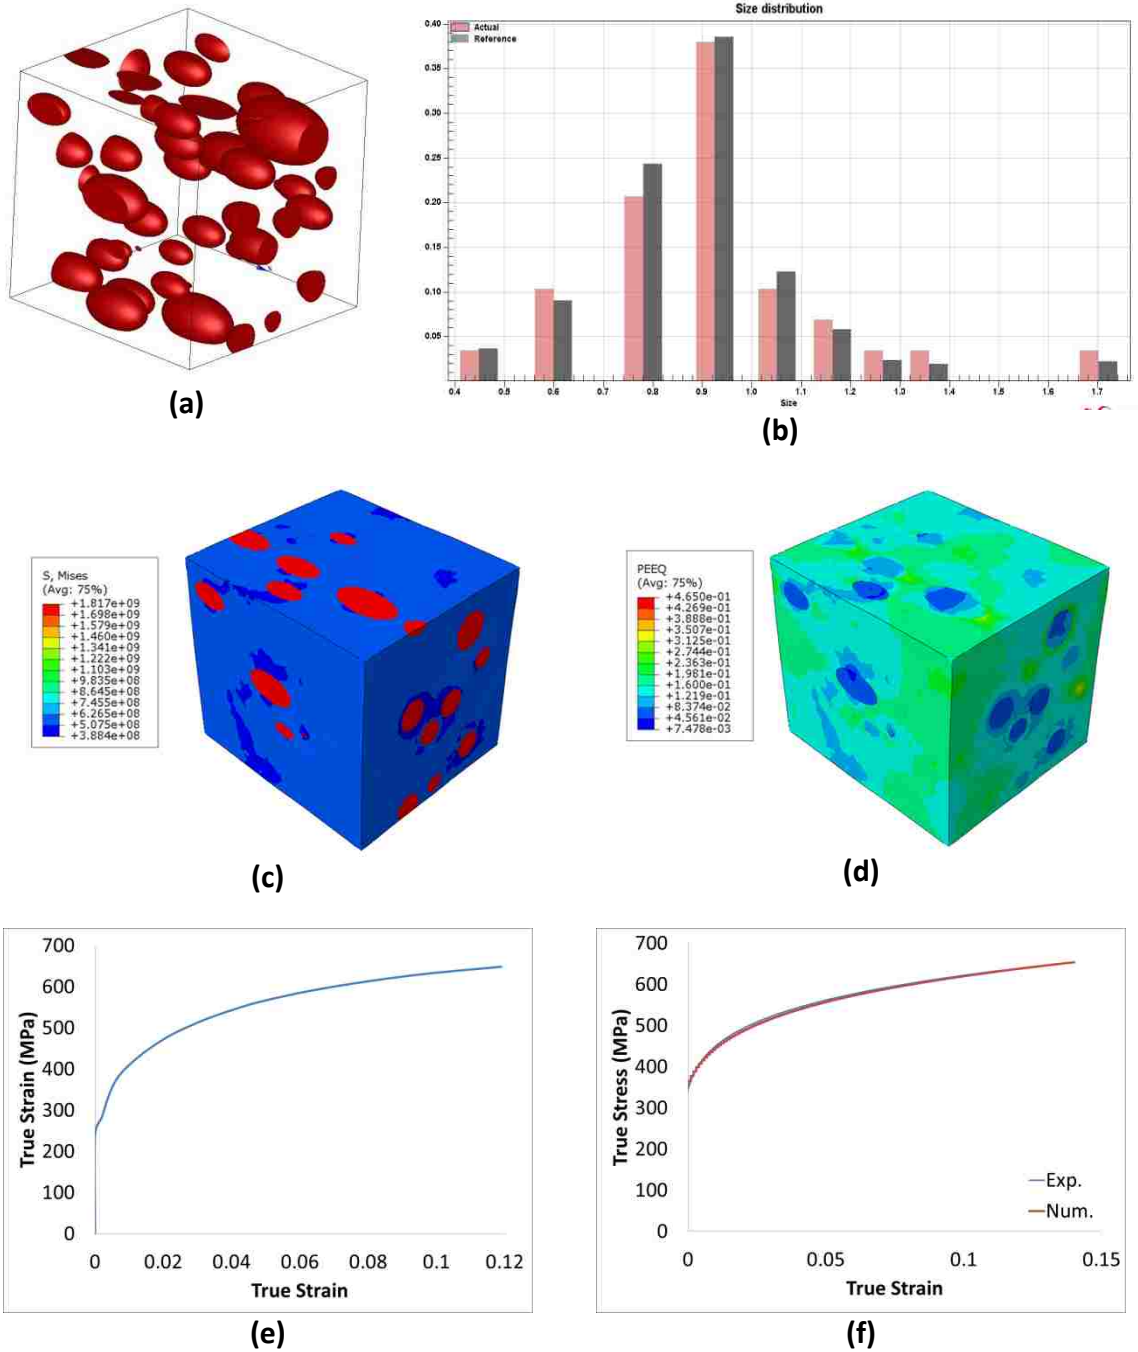 Size distribution
Actual
Reference
0.40
0.35
0.30
0.25
0.20
0.15
0.10
0.05
0.4 0.5 0.6 0.7 0.8 0.9 1.0 1.1 1.2 1.3 1.4 1.5 1.6 1.7
Size
(a)
(b)
S, Mises
(Avg: 75%)
+1.817e+09
+1.698e+09
+1.579e+09
+1.460e+09
+1.341e+09
+1.222e+09
+1.103e+09
+9.835e+08
+8.645e+08
+7.455e+08
+6.265e+08
+5.075e+08
+3.884e+08
(c)
PEEQ
(Avg: 75%)
+4.650e-01
+4.269e-01
+3.888e-01
+3.507e-01
+3.125e-01
+2.744e-01
+2.363e-01
+1.981e-01
+1.600e-01
+1.219e-01
+8.374e-02
+4.561e-02
+7.478e-03
(d)
True Strain (MPa)
700
600
500
400
300
200
100
0
0 0.02 0.04 0.06 0.08 0.1 0.12
True Strain
(e)
True Stress (MPa)
700
600
500
400
300
200
100
0
Exp.
Num.
0 0.05 0.1 0.15
True Strain
(f)